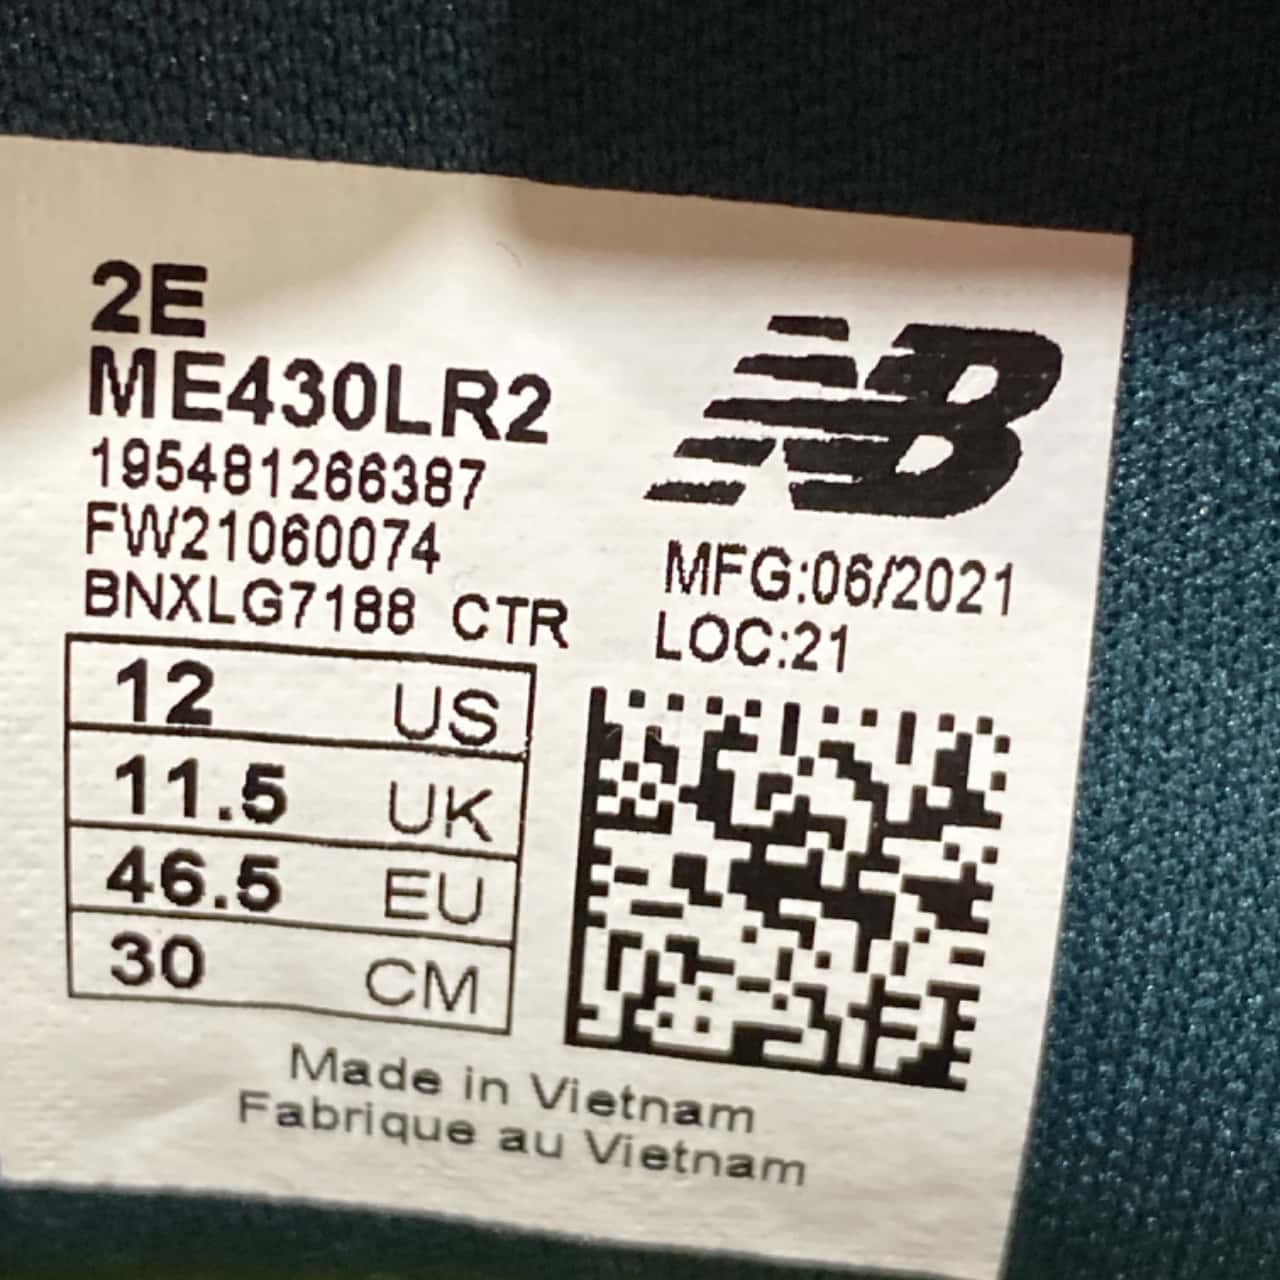 2E
ME430LR2
195481266387
FW21060074
BNXLG7188 CTR
12 US
11.5 UK
46.5 EU
30 CM
NB
MFG:06/2021
LOC:21
Made in Vietnam
Fabrique au Vietnam